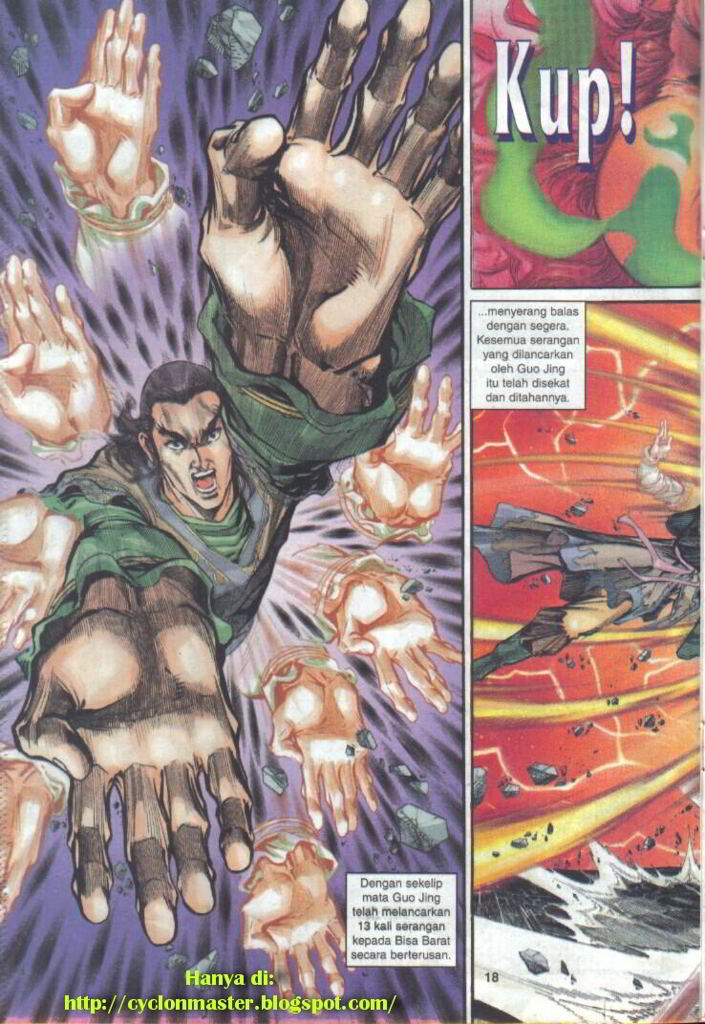 Kup!
...menyerang balas
dengan segera.
Kesemua serangan
yang dilancarkan
oleh Guo Jing
itu telah disekat
dan ditahannya.
Dengan sekelip
mata Guo Jing
telah melancarkan
13 kali serangan
kepada Bisa Barat
secara berterusan.
18
Hanya di:
http://cyclonmaster.blogspot.com/